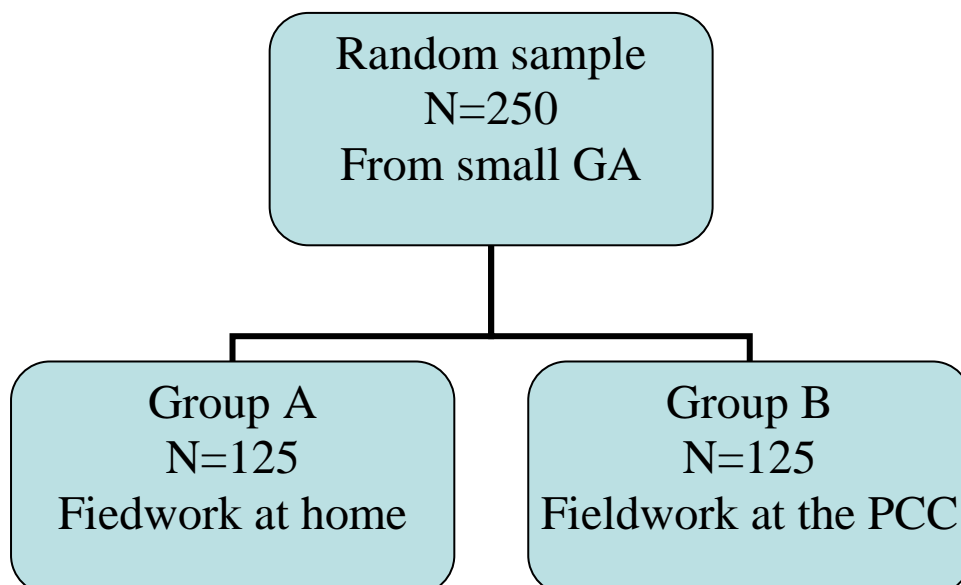 Random sample
N=250
From small GA
Group A
N=125
Fiedwork at home
Group B
N=125
Fieldwork at the PCC